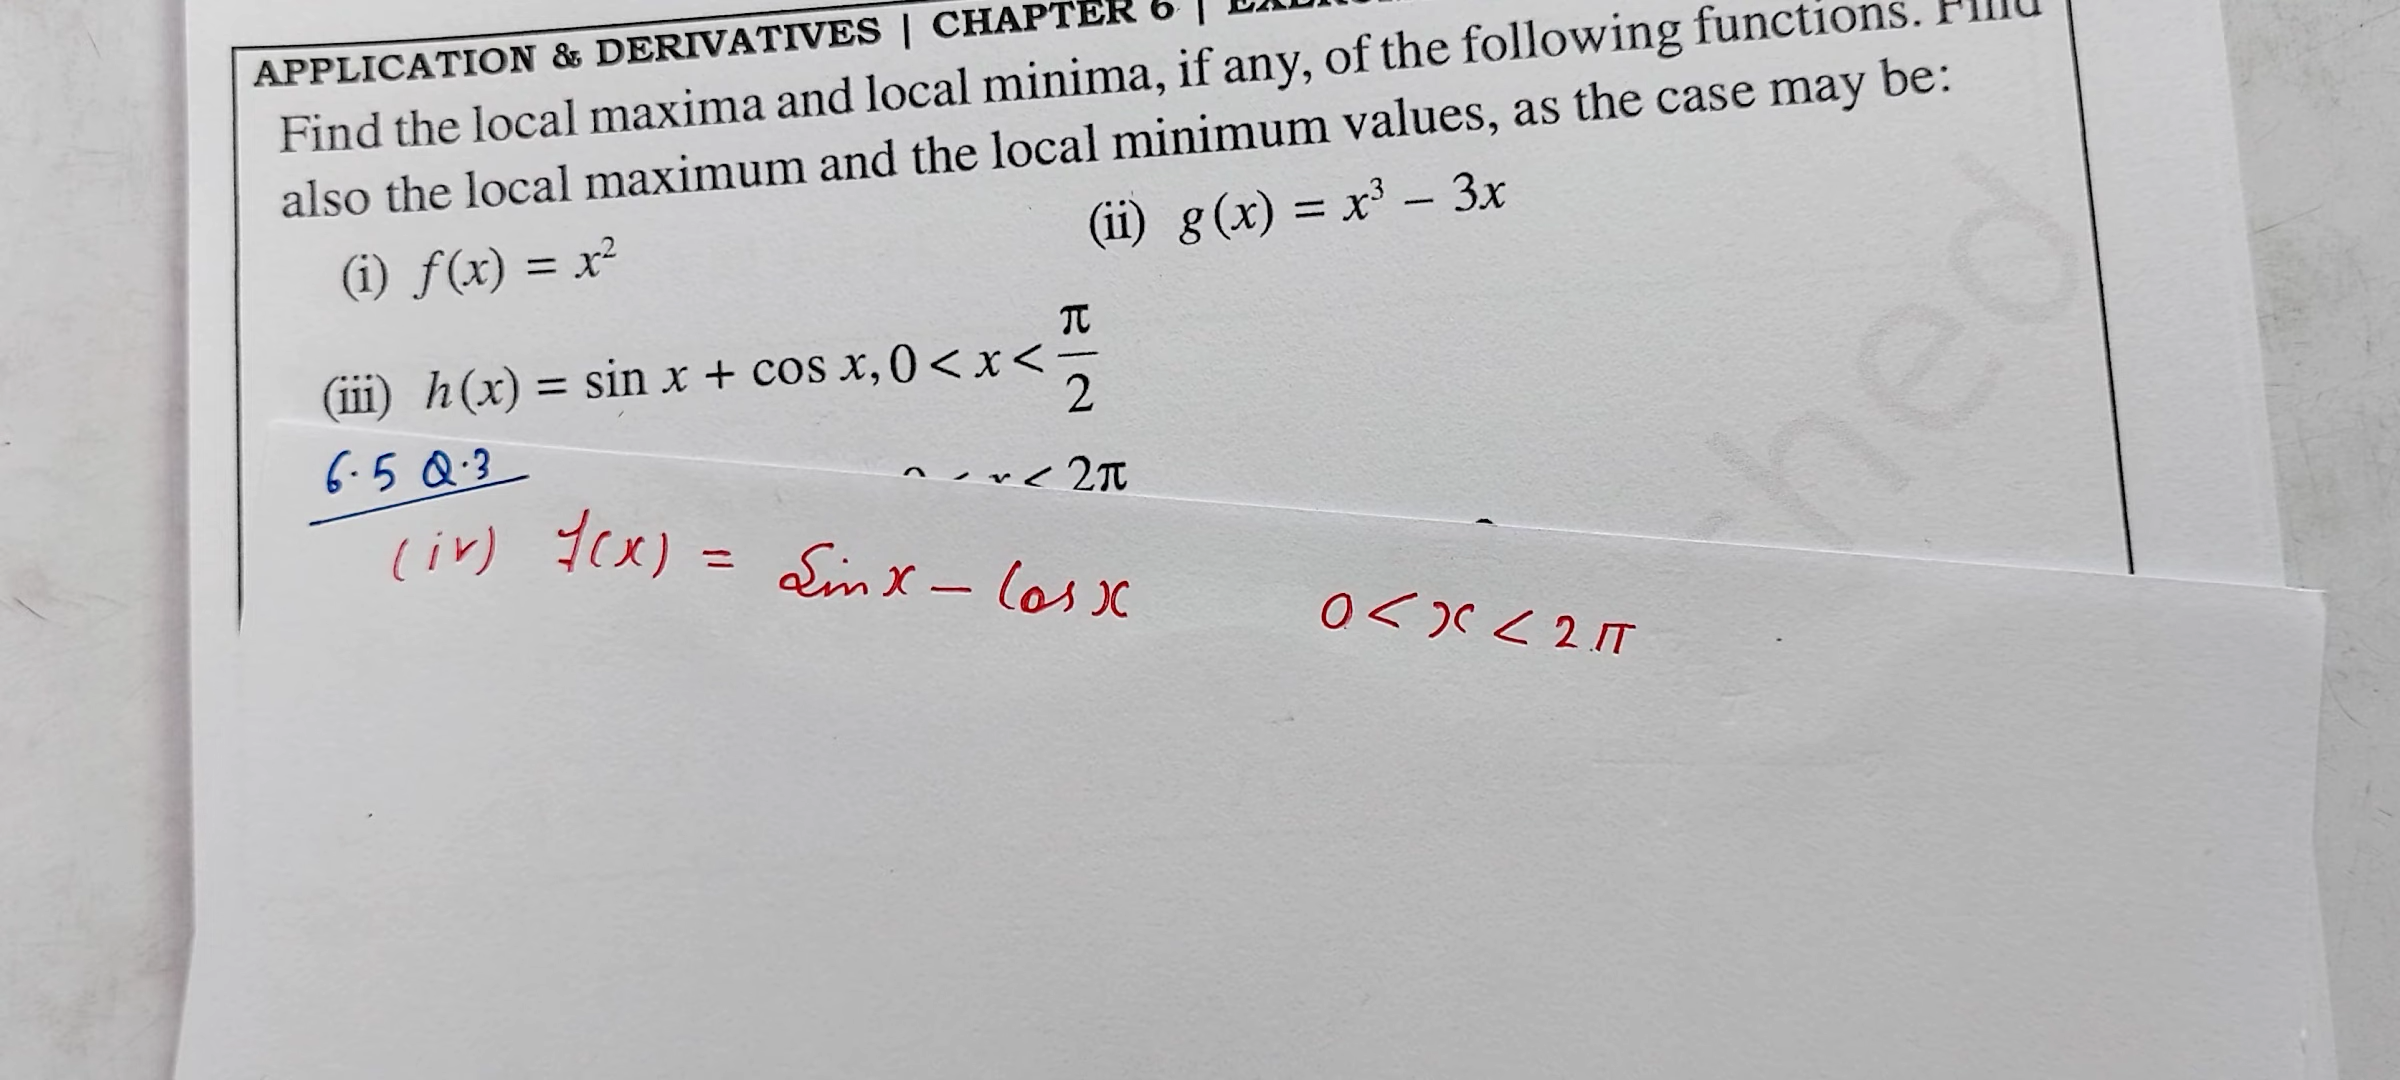 APPLICATION & DERIVATIVES | CHAPTER 6 |
Find the local maxima and local minima, if any, of the following functions. Find
also the local maximum and the local minimum values, as the case may be:
(i) f(x) = x² (ii) g(x) = x³ – 3x
(iii) h(x) = sin x + cos x, 0 < x < π/2
< 2π
6.5 Q.3
(iv) f(x) = Sin x – Cos x 0 < x < 2π
hed